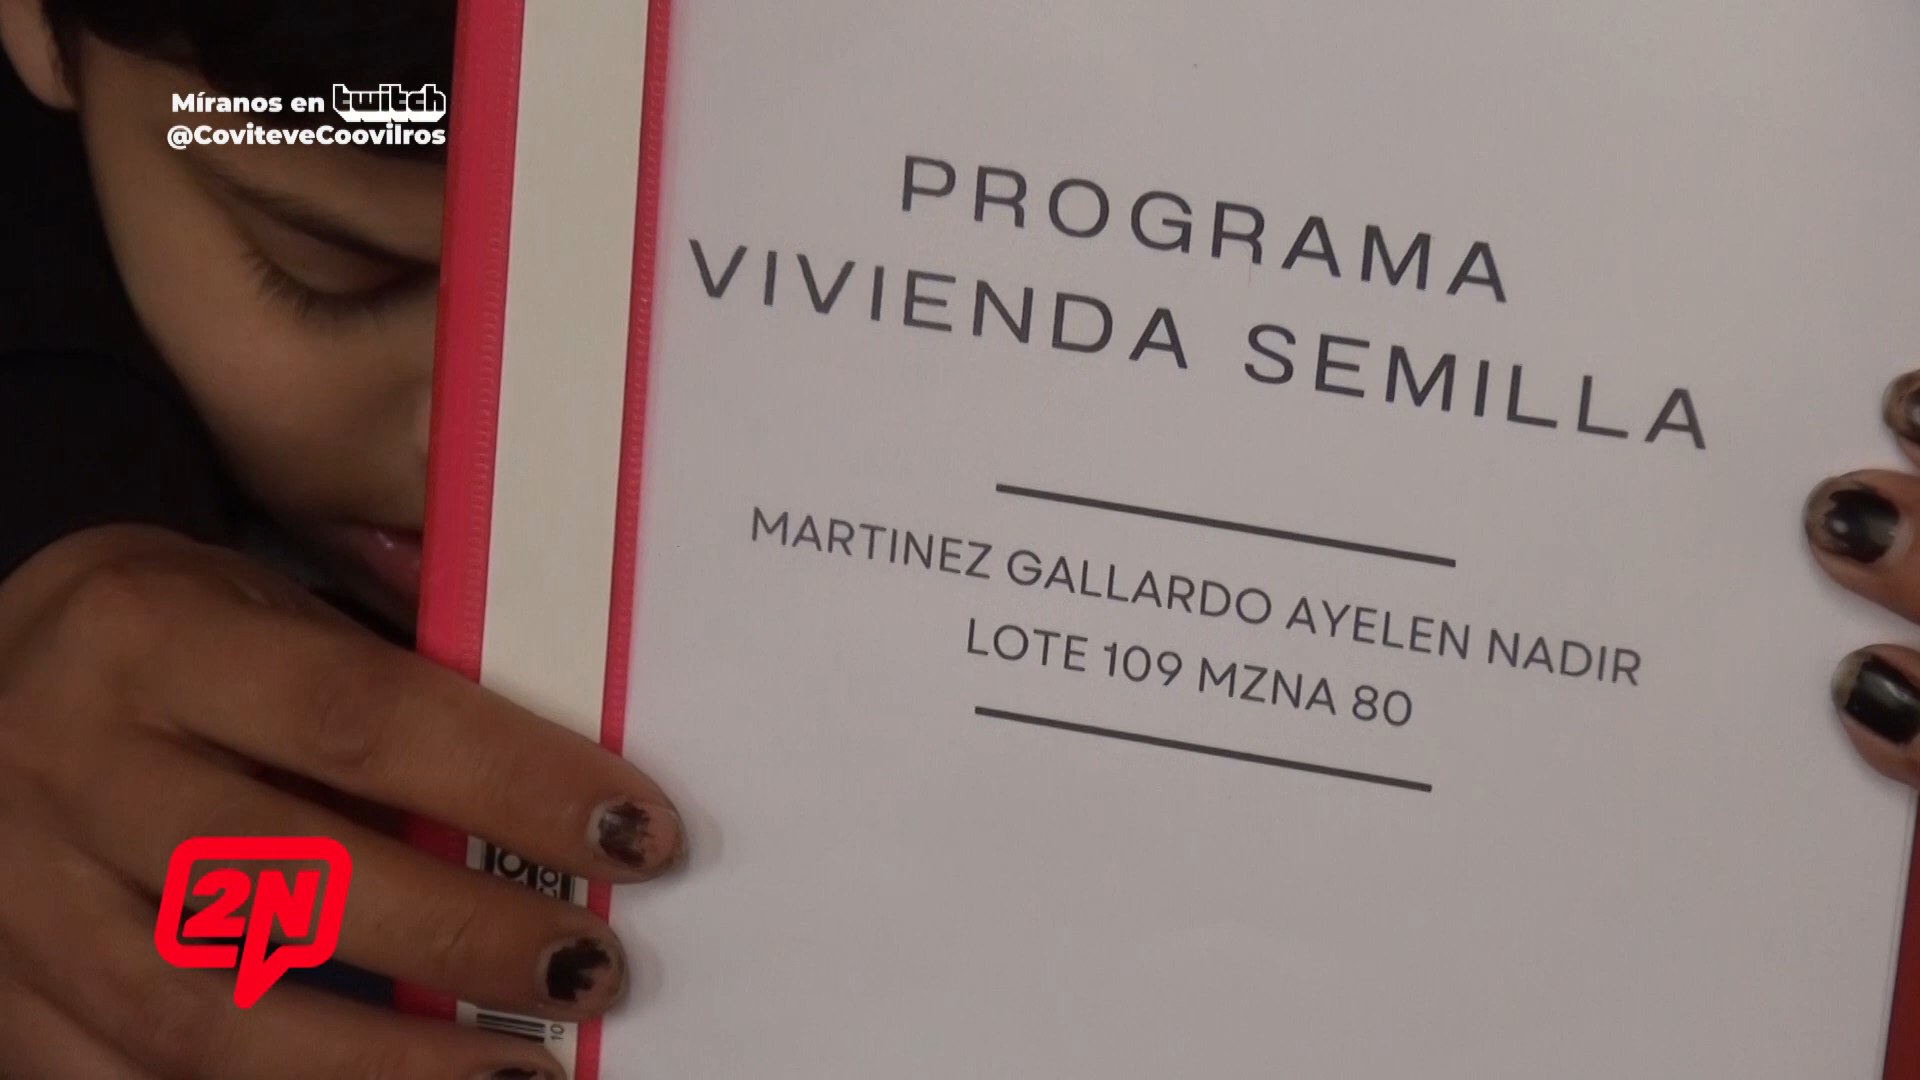 Míranos en twitch
@CoviteveCoovilros
PROGRAMA
VIVIENDA SEMILLA
MARTINEZ GALLARDO AYELEN NADIR
LOTE 109 MZNA 80
2N